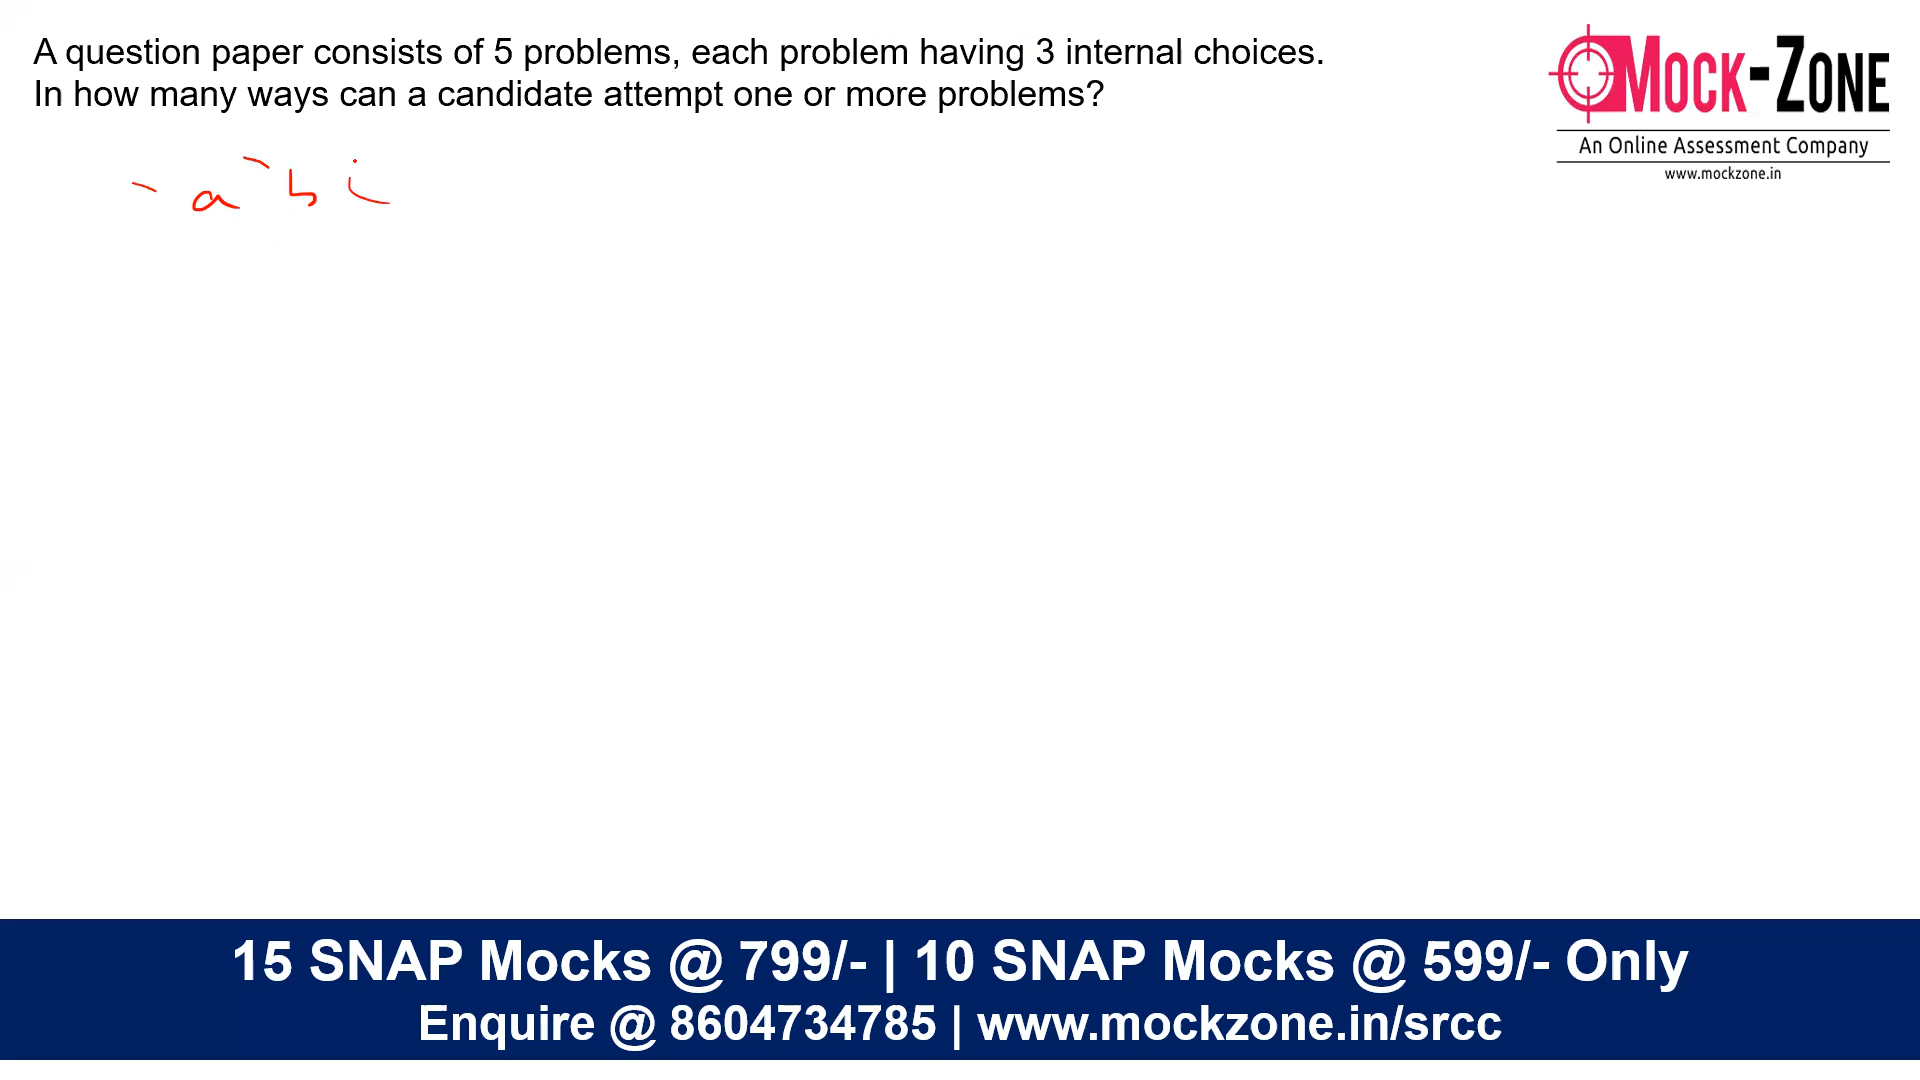 A question paper consists of 5 problems, each problem having 3 internal choices.
In how many ways can a candidate attempt one or more problems?
MOCK-ZONE
An Online Assessment Company
www.mockzone.in
a b
15 SNAP Mocks @ 799/- | 10 SNAP Mocks @ 599/- Only
Enquire @ 8604734785 | www.mockzone.in/srcc